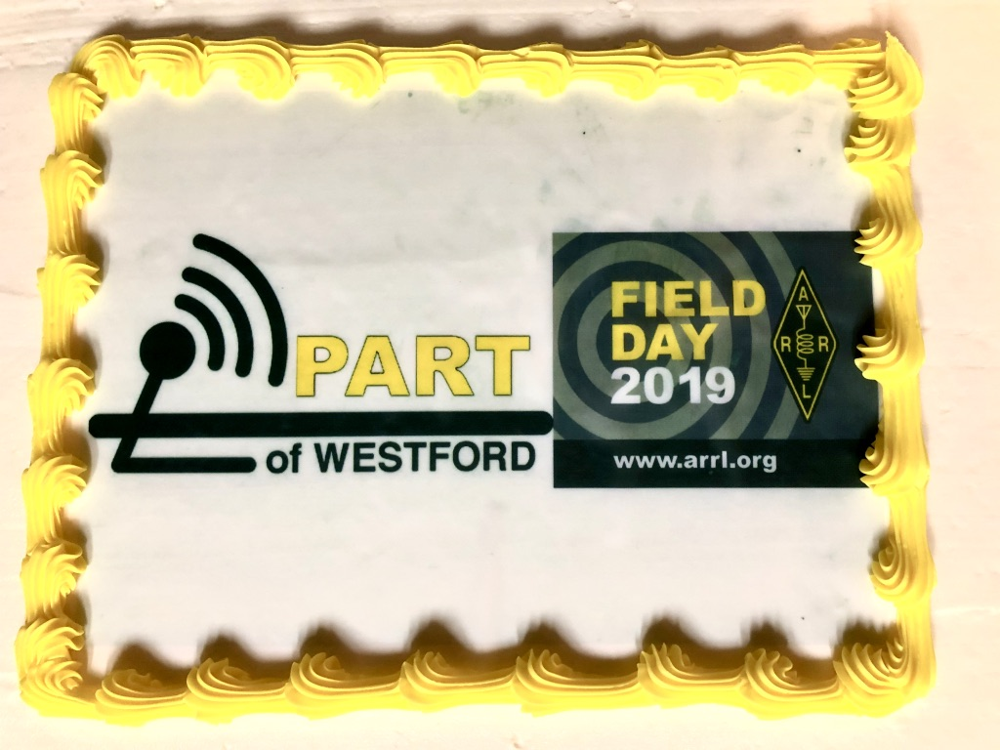 PART
of WESTFORD
FIELD
DAY
2019
A
R R
L
www.arrl.org